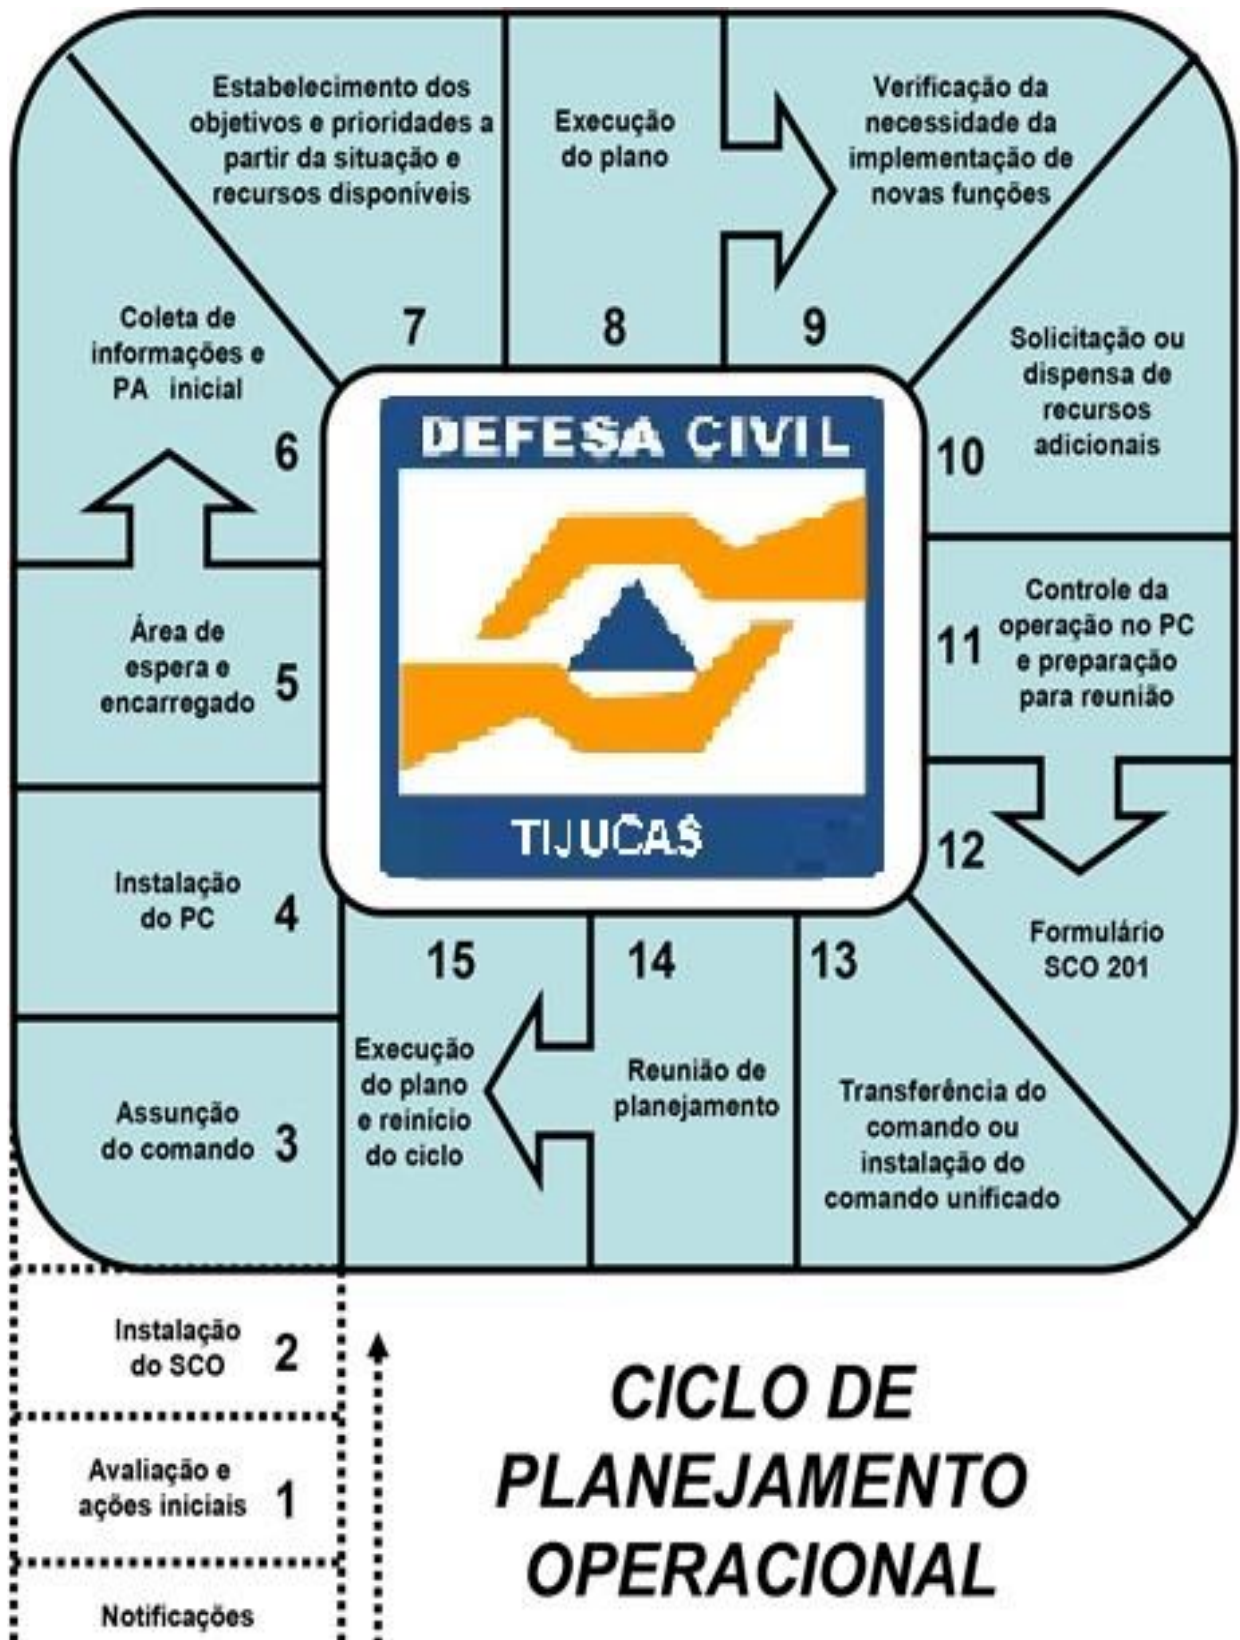 Estabelecimento dos
objetivos e prioridades a
partir da situação e
recursos disponíveis
7
Execução
do plano
8
Verificação da
necessidade da
implementação de
novas funções
9
Coleta de
informações e
PA inicial
6
Solicitação ou
dispensa de
recursos
adicionais
10
DEFESA CIVIL
TIJUCAS
Área de
espera e
encarregado
5
Controle da
operação no PC
e preparação
para reunião
11
Instalação
do PC
4
12
Formulário
SCO 201
Assunção
do comando
3
15
Execução
do plano
e reinício
do ciclo
14
Reunião de
planejamento
13
Transferência do
comando ou
instalação do
comando unificado
Instalação
do SCO
2
Avaliação e
ações iniciais
1
Notificações
CICLO DE
PLANEJAMENTO
OPERACIONAL